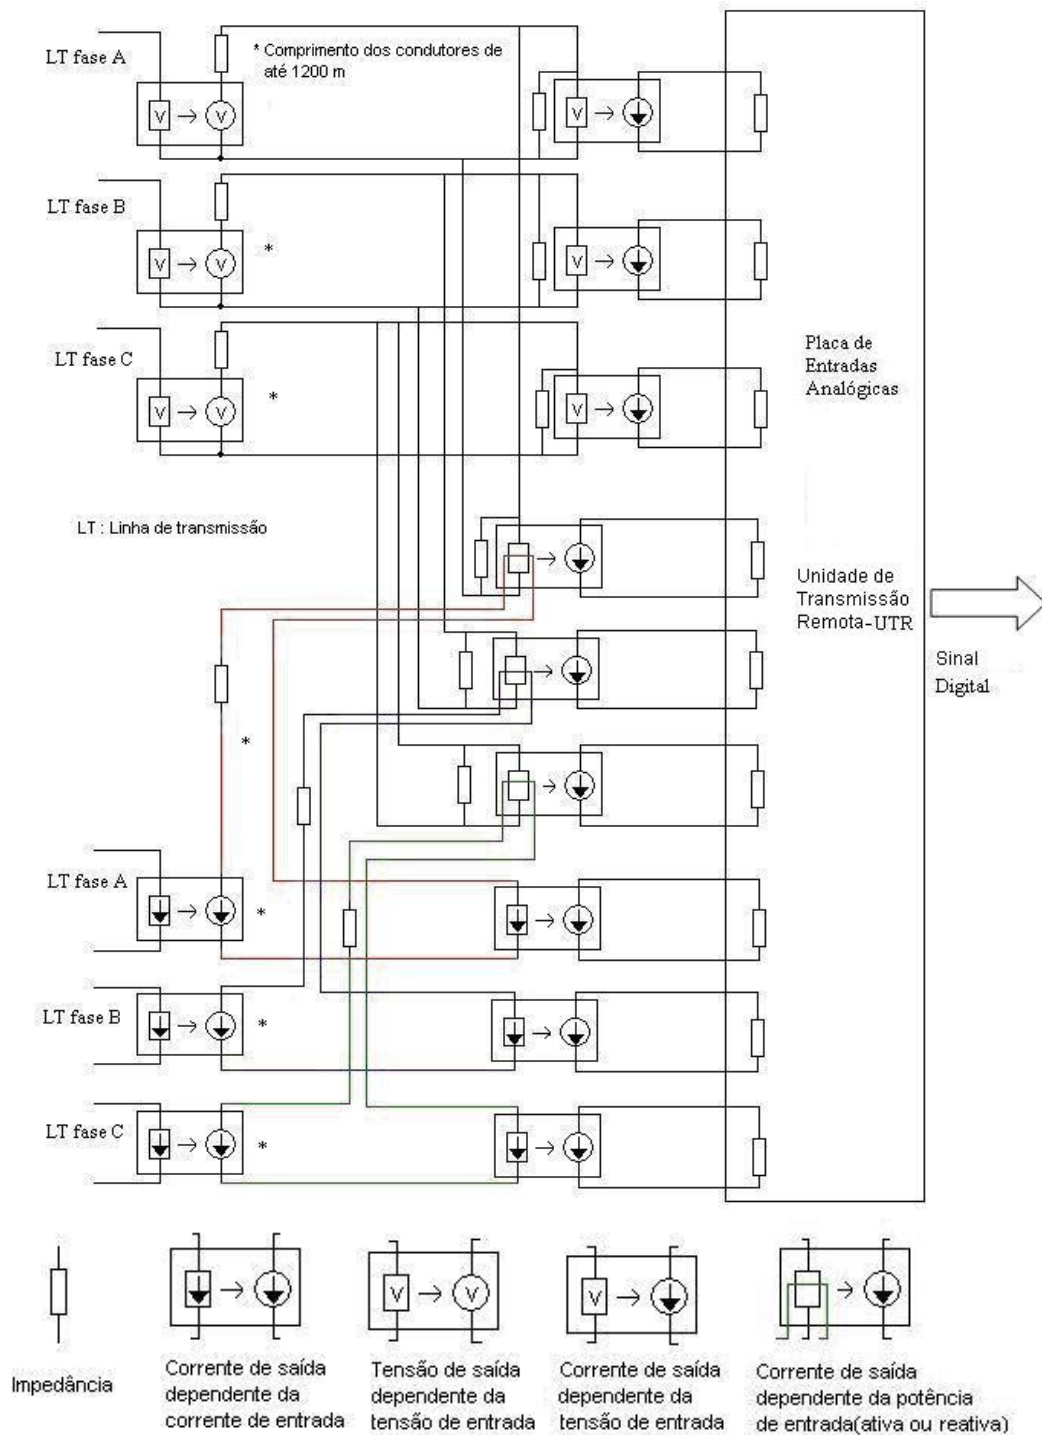 LT fase A
* Comprimento dos condutores de
até 1200 m
V
V
V
LT fase B
V
V
*
V
LT fase C
V
V
*
V
Placa de
Entradas
Analógicas
LT : Linha de transmissão
Unidade de
Transmissão
Remota-UTR
Sinal
Digital
*
LT fase A
*
LT fase B
*
LT fase C
*
V
V
V
Impedância
Corrente de saída
dependente da
corrente de entrada
Tensão de saída
dependente da
tensão de entrada
Corrente de saída
dependente da
tensão de entrada
Corrente de saída
dependente da potência
de entrada(ativa ou reativa)